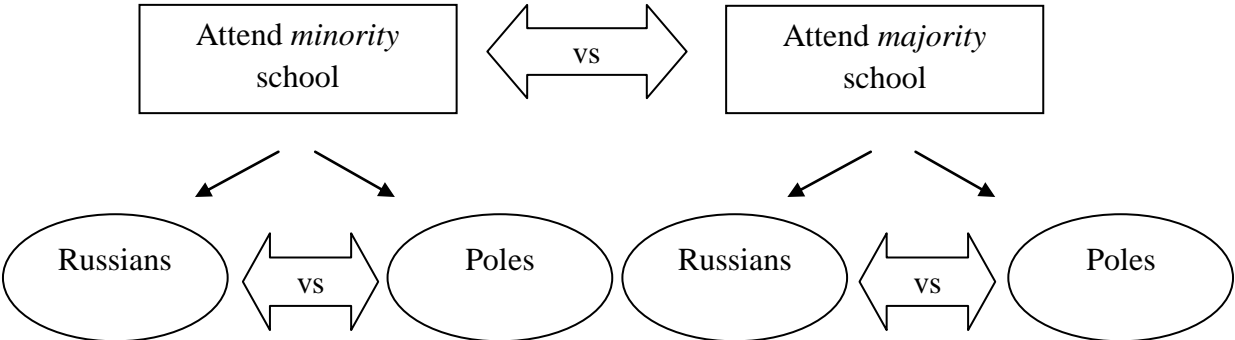 Attend minority
school
vs
Attend majority
school
Russians
vs
Poles
Russians
vs
Poles